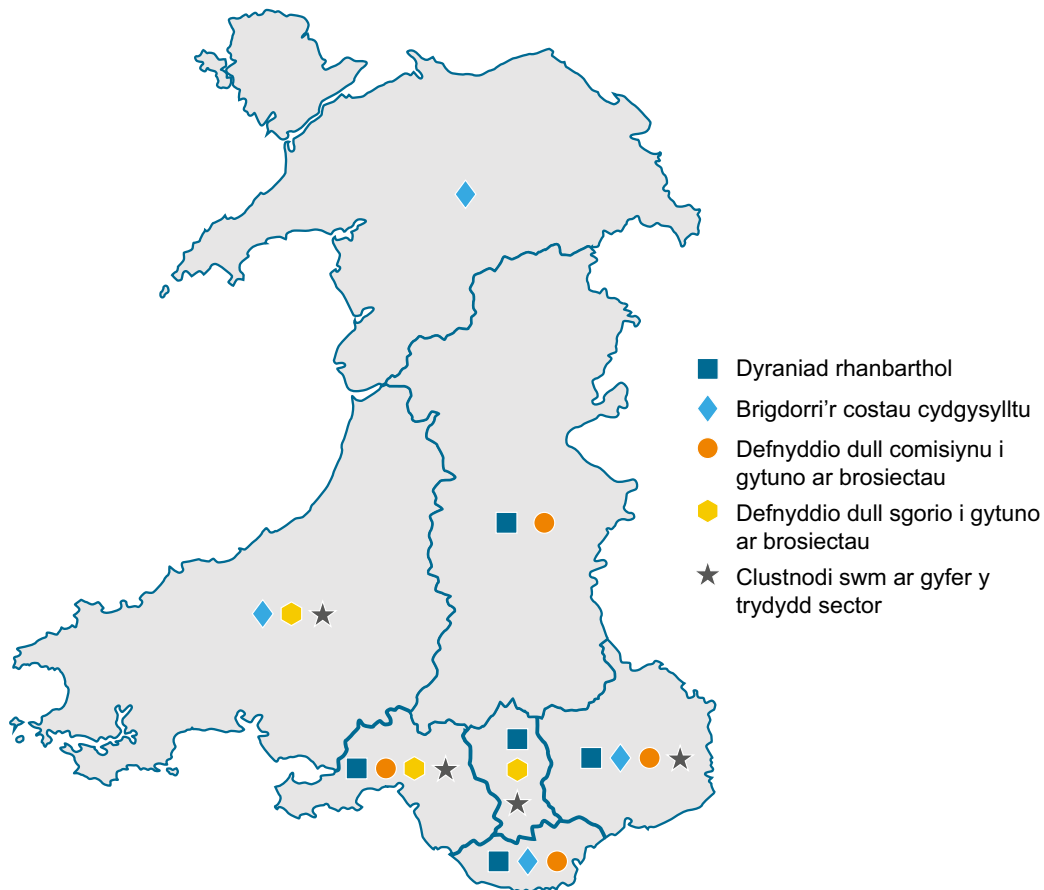 Dyraniad rhanbarthol
Brigdorri’r costau cydgysylltu
Defnyddio dull comisiynu i
gytuno ar brosiectau
Defnyddio dull sgorio i gytuno
ar brosiectau
Clustnodi swm ar gyfer y
trydydd sector